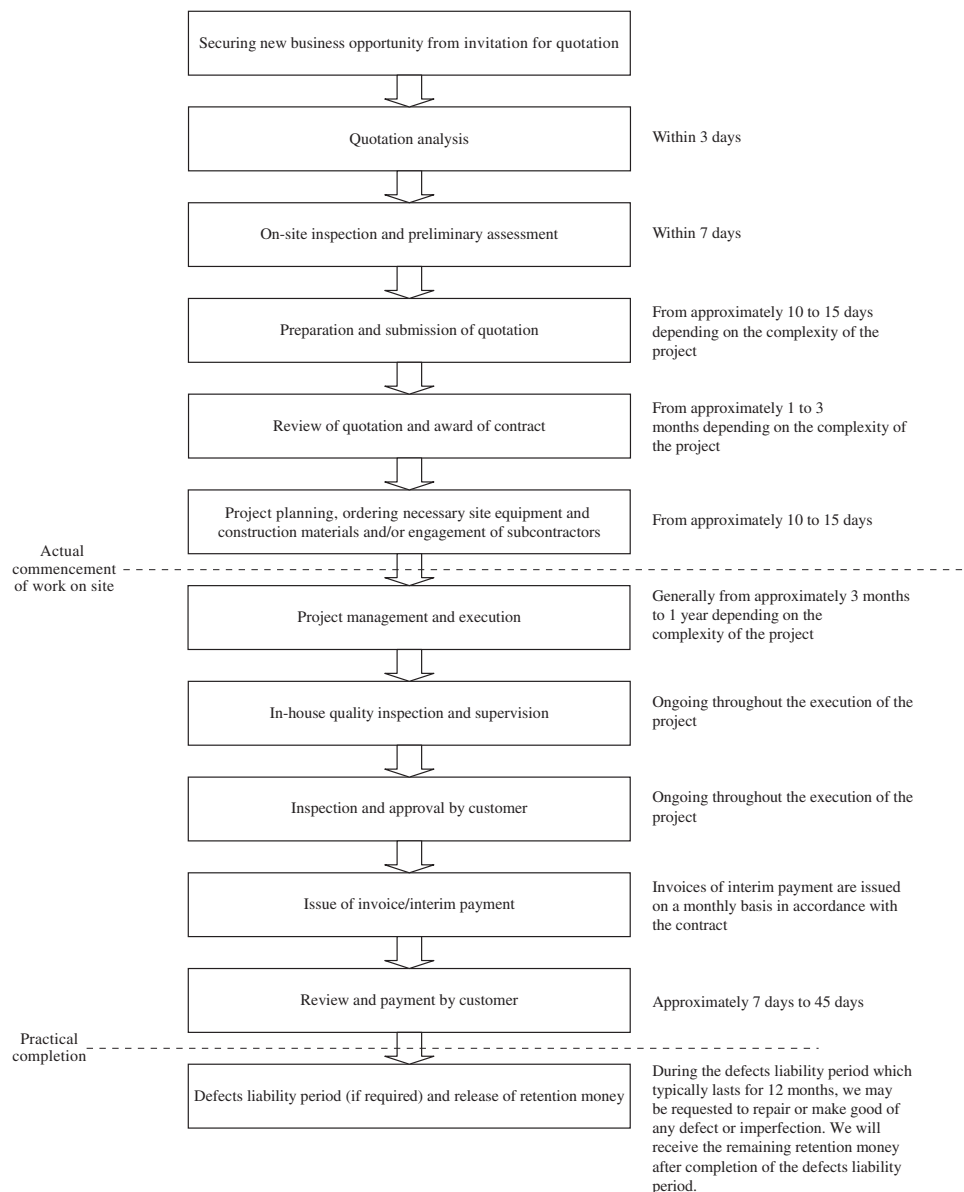 Securing new business opportunity from invitation for quotation
Quotation analysis
Within 3 days
On-site inspection and preliminary assessment
Within 7 days
Preparation and submission of quotation
From approximately 10 to 15 days
depending on the complexity of the
project
Review of quotation and award of contract
From approximately 1 to 3
months depending on the complexity of
the project
Project planning, ordering necessary site equipment and
construction materials and/or engagement of subcontractors
From approximately 10 to 15 days
Actual
commencement
of work on site
Project management and execution
Generally from approximately 3 months
to 1 year depending on the
complexity of the project
In-house quality inspection and supervision
Ongoing throughout the execution of the
project
Inspection and approval by customer
Ongoing throughout the execution of the
project
Issue of invoice/interim payment
Invoices of interim payment are issued
on a monthly basis in accordance with
the contract
Review and payment by customer
Approximately 7 days to 45 days
Practical
completion
Defects liability period (if required) and release of retention money
During the defects liability period which
typically lasts for 12 months, we may
be requested to repair or make good of
any defect or imperfection. We will
receive the remaining retention money
after completion of the defects liability
period.